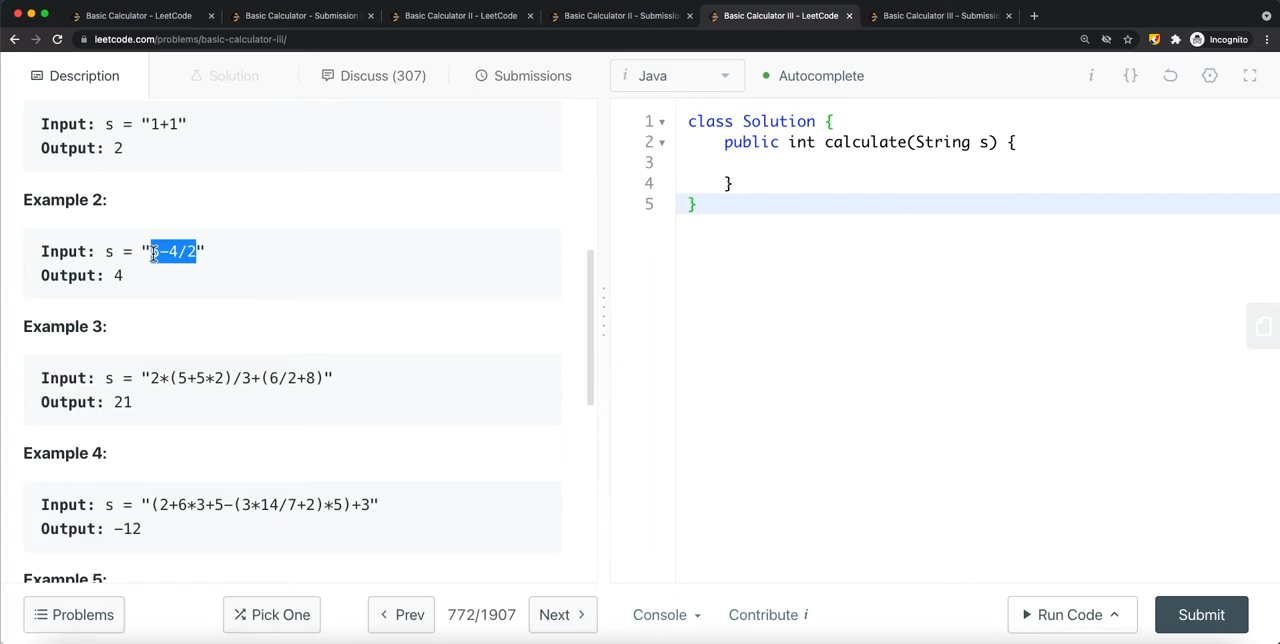 Basic Calculator - LeetCode
Basic Calculator - Submission
Basic Calculator II - LeetCode
Basic Calculator II - Submissio
Basic Calculator III - LeetCode
Basic Calculator III - Submissio
leetcode.com/problems/basic-calculator-iii/
Incognito
Description
Solution
Discuss (307)
Submissions
i Java
Autocomplete
Input: s = "1+1"
Output: 2
Example 2:
Input: s = "6-4/2"
Output: 4
Example 3:
Input: s = "2*(5+5*2)/3+(6/2+8)"
Output: 21
Example 4:
Input: s = "(2+6*3+5-(3*14/7+2)*5)+3"
Output: -12
Example 5:
1 class Solution {
2 public int calculate(String s) {
3
4 }
5 }
Problems
Pick One
Prev
772/1907
Next
Console
Contribute i
Run Code
Submit